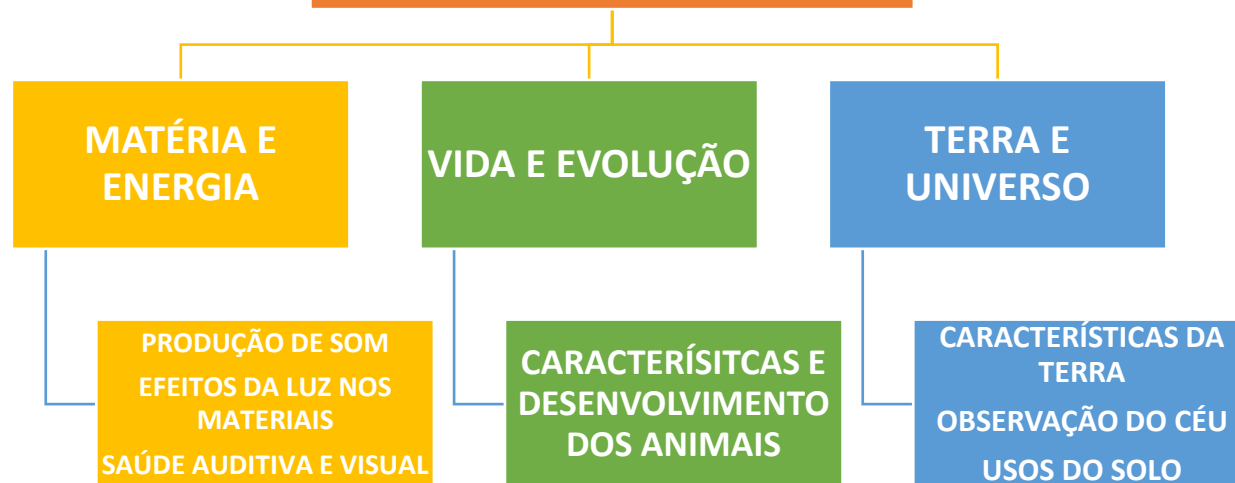 MATÉRIA E
ENERGIA
VIDA E EVOLUÇÃO
TERRA E
UNIVERSO
PRODUÇÃO DE SOM
EFEITOS DA LUZ NOS
MATERIAIS
SAÚDE AUDITIVA E VISUAL
CARACTERÍSITCAS E
DESENVOLVIMENTO
DOS ANIMAIS
CARACTERÍSTICAS DA
TERRA
OBSERVAÇÃO DO CÉU
USOS DO SOLO